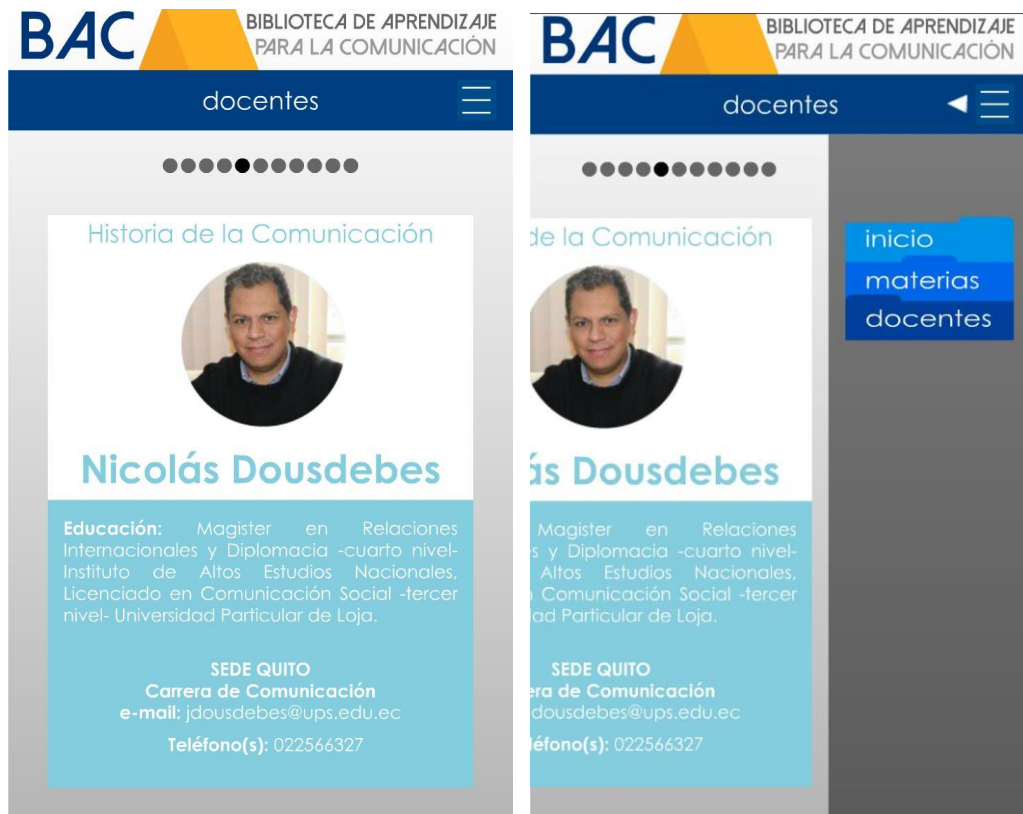 BAC
BIBLIOTECA DE APRENDIZAJE
PARA LA COMUNICACIÓN
docentes
Historia de la Comunicación
Nicolás Dousdebes
Educación: Magister en Relaciones
Internacionales y Diplomacia -cuarto nivel-
Instituto de Altos Estudios Nacionales,
Licenciado en Comunicación Social -tercer
nivel- Universidad Particular de Loja.
SEDE QUITO
Carrera de Comunicación
e-mail: jdousdebes@ups.edu.ec
Teléfono(s): 022566327
BAC
BIBLIOTECA DE APRENDIZAJE
PARA LA COMUNICACIÓN
docentes
de la Comunicación
ás Dousdebes
Magister en Relaciones
s y Diplomacia -cuarto nivel-
Altos Estudios Nacionales,
n Comunicación Social -tercer
dad Particular de Loja.
SEDE QUITO
era de Comunicación
dousdebes@ups.edu.ec
léfono(s): 022566327
inicio
materias
docentes